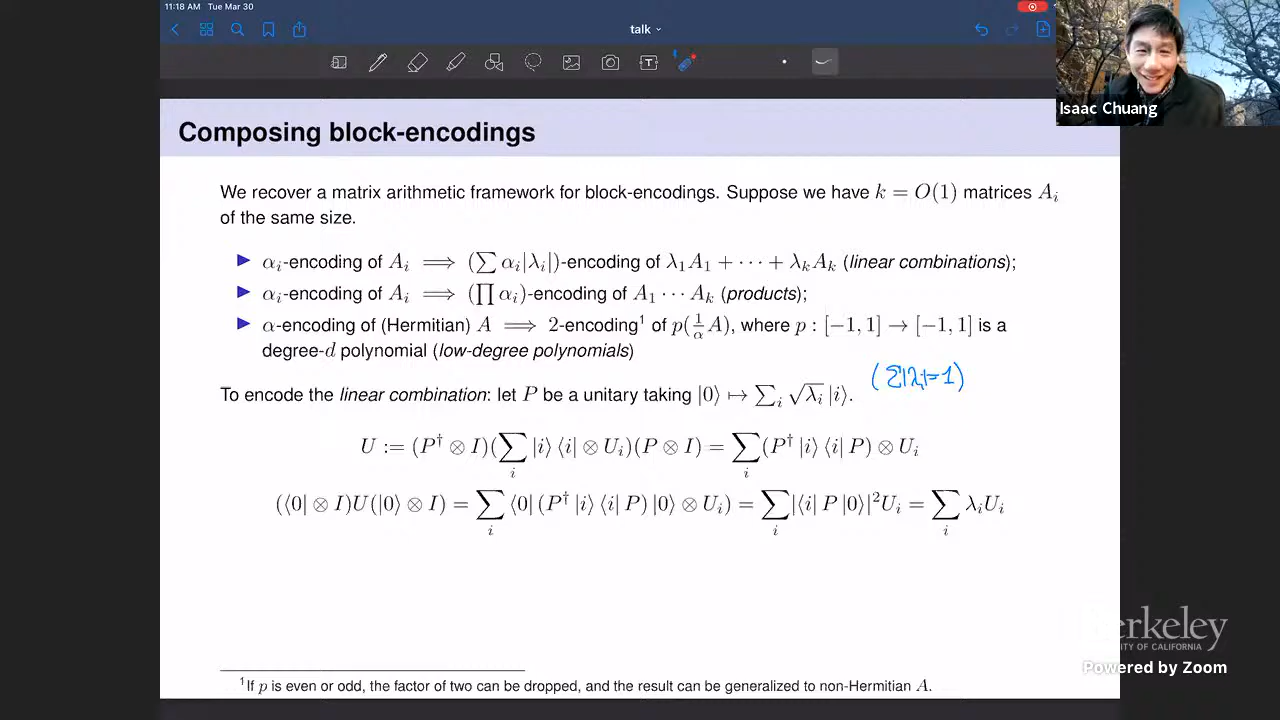 11:18 AM Tue Mar 30
talk
Isaac Chuang
Composing block-encodings
We recover a matrix arithmetic framework for block-encodings. Suppose we have k = O(1) matrices A_i
of the same size.
▶ α_i-encoding of A_i ⟹ (∑ α_i|λ_i|)-encoding of λ_1A_1 + ⋯ + λ_kA_k (linear combinations);
▶ α_i-encoding of A_i ⟹ (∏ α_i)-encoding of A_1 ⋯ A_k (products);
▶ α-encoding of (Hermitian) A ⟹ 2-encoding¹ of p(1/α A), where p : [−1, 1] → [−1, 1] is a
degree-d polynomial (low-degree polynomials)
(Σ|λ_i|=1)
To encode the linear combination: let P be a unitary taking |0⟩ ↦ ∑_i √λ_i |i⟩.
U := (P† ⊗ I)(∑_i |i⟩ ⟨i| ⊗ U_i)(P ⊗ I) = ∑_i (P† |i⟩ ⟨i| P) ⊗ U_i
(⟨0| ⊗ I)U(|0⟩ ⊗ I) = ∑_i ⟨0| (P† |i⟩ ⟨i| P) |0⟩ ⊗ U_i) = ∑_i |⟨i| P |0⟩|²U_i = ∑_i λ_iU_i
Berkeley
UNIVERSITY OF CALIFORNIA
Powered by Zoom
¹If p is even or odd, the factor of two can be dropped, and the result can be generalized to non-Hermitian A.